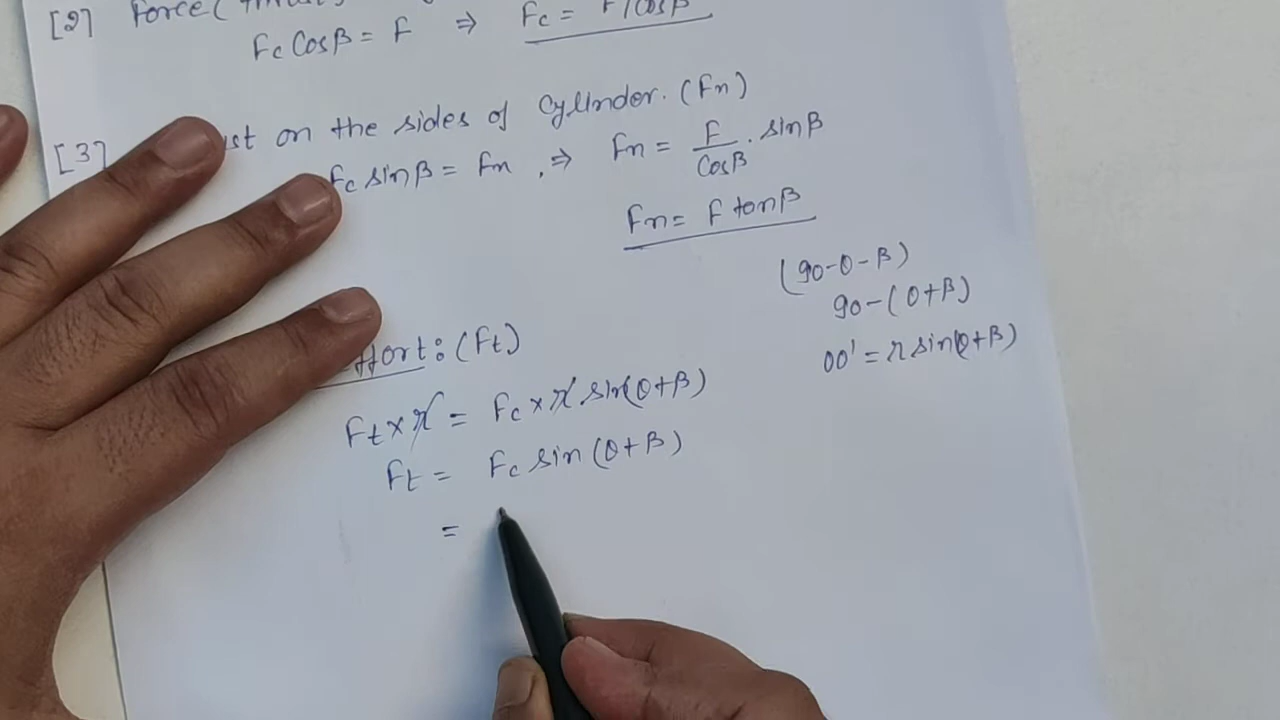 [2] Force(
Fc Cosβ = F ⇒ Fc = F/Cosβ
[3] st on the sides of Cylinder. (Fn)
Fc sinβ = Fn , ⇒ Fn = F/Cosβ . sinβ
Fn = F tanβ
(90-θ-β)
90-(θ+β)
OO' = r sin(θ+β)
ffort: (Ft)
Ft × r = Fc × r sin(θ+β)
Ft = Fc sin (θ+β)
=